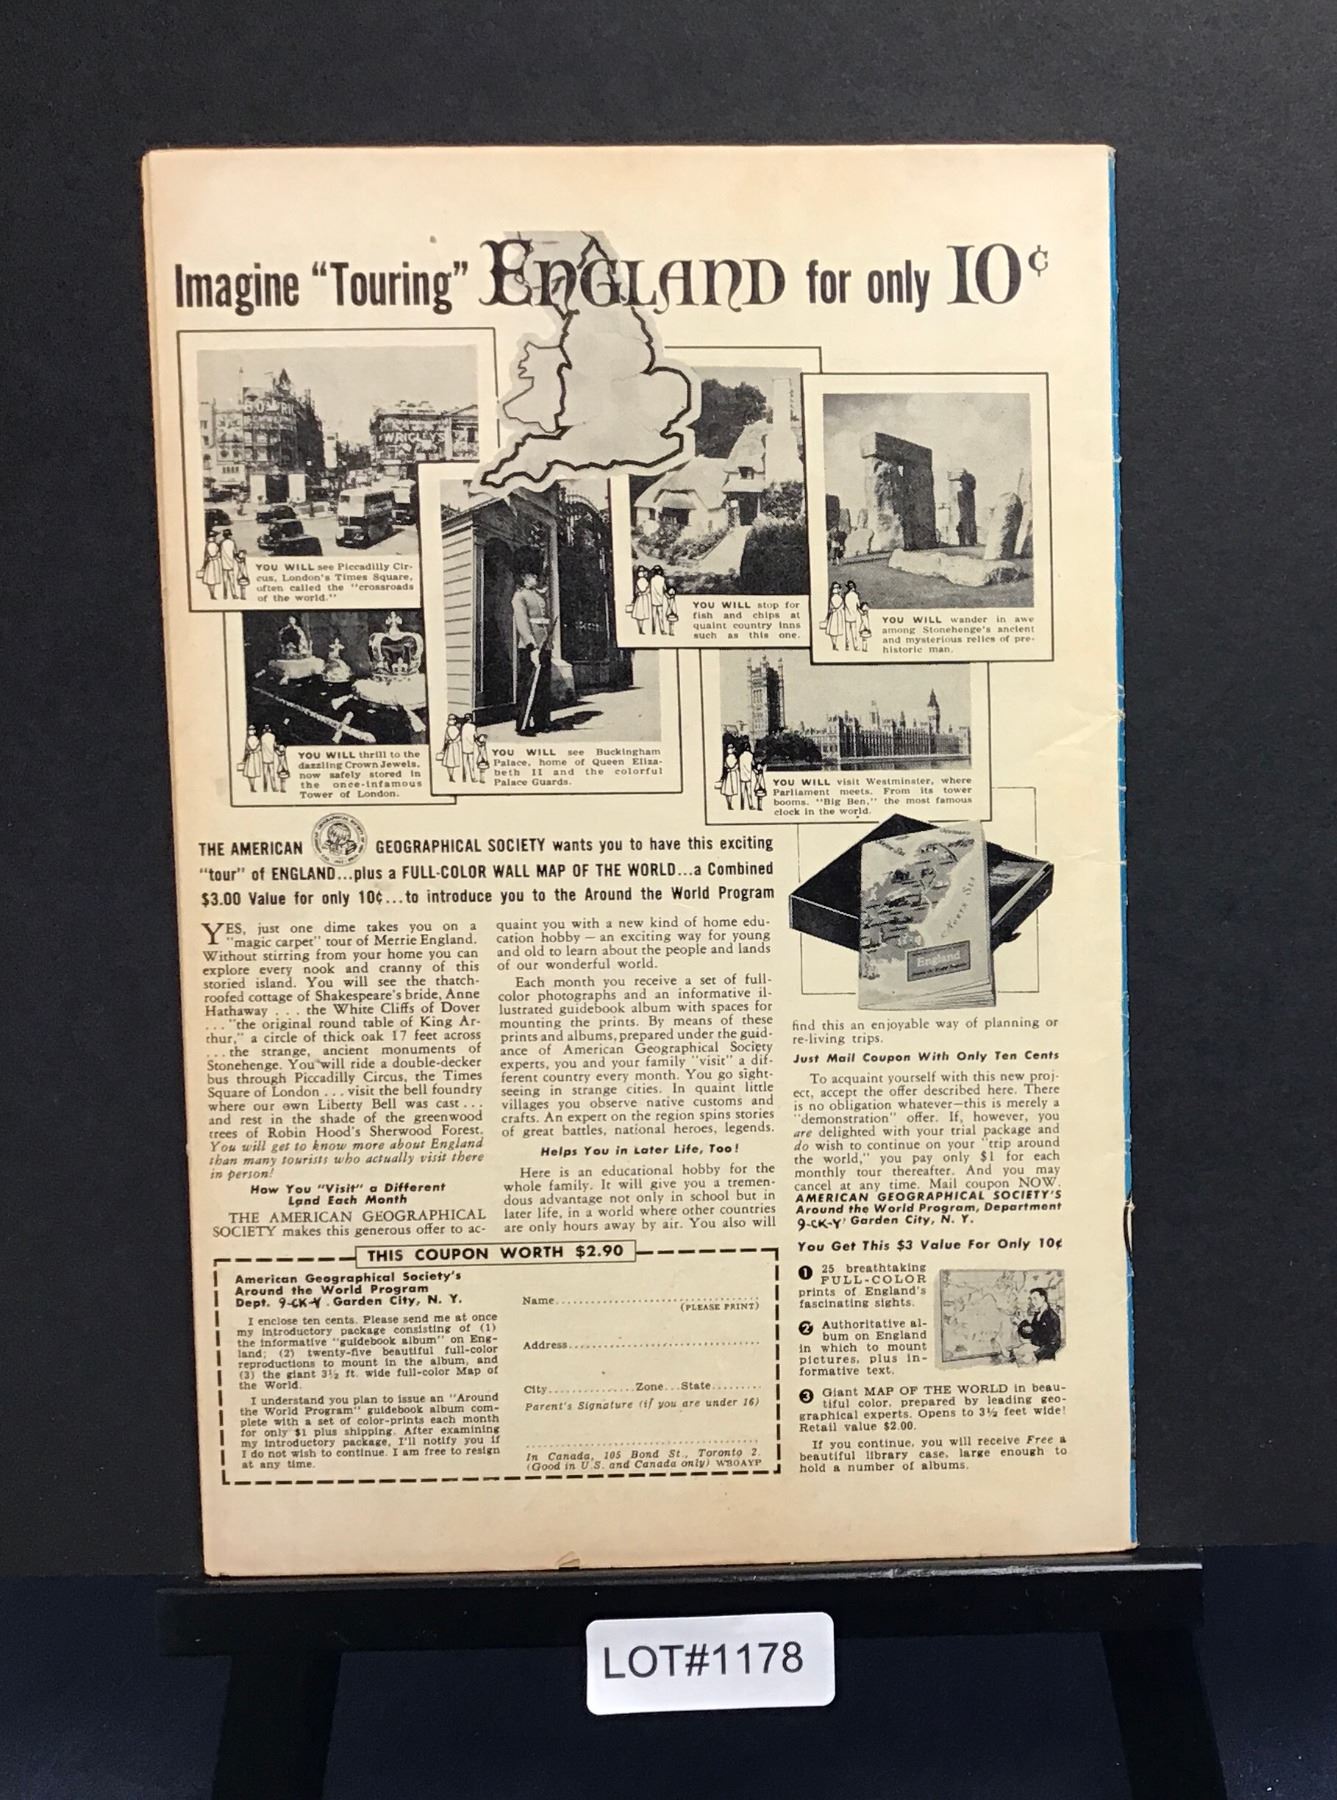 Imagine “Touring” ENGLAND for only 10¢
BOVRIL
WRIGLEY'S
YOU WILL see Piccadilly Cir-
cus, London's Times Square,
often called the "crossroads
of the world."
YOU WILL stop for
fish and chips at
quaint country inns
such as this one.
YOU WILL wander in awe
among Stonehenge's ancient
and mysterious relics of pre-
historic man.
YOU WILL thrill to the
dazzling Crown Jewels,
now safely stored in
the once-infamous
Tower of London.
YOU WILL see Buckingham
Palace, home of Queen Eliza-
beth II and the colorful
Palace Guards.
YOU WILL visit Westminster, where
Parliament meets. From its tower
booms, "Big Ben," the most famous
clock in the world.
THE AMERICAN GEOGRAPHICAL SOCIETY wants you to have this exciting
"tour" of ENGLAND...plus a FULL-COLOR WALL MAP OF THE WORLD...a Combined
$3.00 Value for only 10¢...to introduce you to the Around the World Program
YES, just one dime takes you on a
"magic carpet" tour of Merrie England.
Without stirring from your home you can
explore every nook and cranny of this
storied island. You will see the thatch-
roofed cottage of Shakespeare's bride, Anne
Hathaway . . . the White Cliffs of Dover
. . . "the original round table of King Ar-
thur," a circle of thick oak 17 feet across
. . . the strange, ancient monuments of
Stonehenge. You will ride a double-decker
bus through Piccadilly Circus, the Times
Square of London . . . visit the bell foundry
where our own Liberty Bell was cast . . .
and rest in the shade of the greenwood
trees of Robin Hood's Sherwood Forest.
You will get to know more about England
than many tourists who actually visit there
in person!
How You "Visit" a Different
Land Each Month
THE AMERICAN GEOGRAPHICAL
SOCIETY makes this generous offer to ac-
quaint you with a new kind of home edu-
cation hobby — an exciting way for young
and old to learn about the people and lands
of our wonderful world.
Each month you receive a set of full-
color photographs and an informative il-
lustrated guidebook album with spaces for
mounting the prints. By means of these
prints and albums, prepared under the guid-
ance of American Geographical Society
experts, you and your family "visit" a dif-
ferent country every month. You go sight-
seeing in strange cities. In quaint little
villages you observe native customs and
crafts. An expert on the region spins stories
of great battles, national heroes, legends.
Helps You in Later Life, Too!
Here is an educational hobby for the
whole family. It will give you a tremen-
dous advantage not only in school but in
later life, in a world where other countries
are only hours away by air. You also will
North Sea
England
find this an enjoyable way of planning or
re-living trips.
Just Mail Coupon With Only Ten Cents
To acquaint yourself with this new proj-
ect, accept the offer described here. There
is no obligation whatever—this is merely a
"demonstration" offer. If, however, you
are delighted with your trial package and
do wish to continue on your "trip around
the world," you pay only $1 for each
monthly tour thereafter. And you may
cancel at any time. Mail coupon NOW.
AMERICAN GEOGRAPHICAL SOCIETY'S
Around the World Program, Department
9-CK-Y Garden City, N. Y.
You Get This $3 Value For Only 10¢
1 25 breathtaking
FULL-COLOR
prints of England's
fascinating sights.
2 Authoritative al-
bum on England
in which to mount
pictures, plus in-
formative text.
3 Giant MAP OF THE WORLD in beau-
tiful color, prepared by leading geo-
graphical experts. Opens to 3½ feet wide!
Retail value $2.00.
If you continue, you will receive Free a
beautiful library case, large enough to
hold a number of albums.
THIS COUPON WORTH $2.90
American Geographical Society's
Around the World Program
Dept. 9-CK-Y . Garden City, N. Y.
I enclose ten cents. Please send me at once
my introductory package consisting of (1)
the informative "guidebook album" on Eng-
land; (2) twenty-five beautiful full-color
reproductions to mount in the album, and
(3) the giant 3½ ft. wide full-color Map of
the World.
I understand you plan to issue an "Around
the World Program" guidebook album com-
plete with a set of color-prints each month
for only $1 plus shipping. After examining
my introductory package, I'll notify you if
I do not wish to continue. I am free to resign
at any time.
Name
(PLEASE PRINT)
Address
City Zone State
Parent's Signature (if you are under 16)
In Canada, 105 Bond St., Toronto 2.
(Good in U.S. and Canada only) W80AYP
LOT#1178